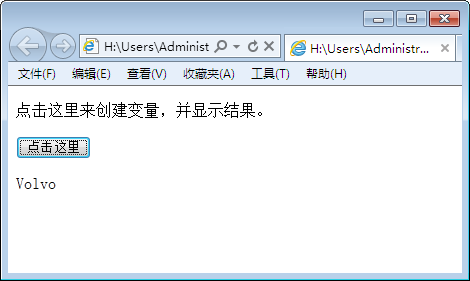 H:\Users\Administ
H:\Users\Administr...
文件(F) 编辑(E) 查看(V) 收藏夹(A) 工具(T) 帮助(H)
点击这里来创建变量，并显示结果。
点击这里
Volvo